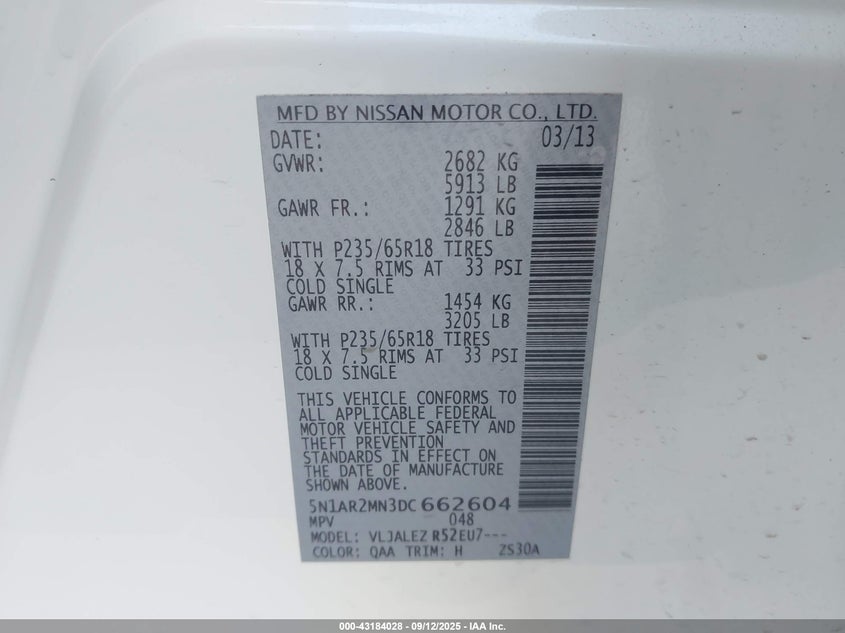 MFD BY NISSAN MOTOR CO., LTD.
DATE: 03/13
GVWR: 2682 KG
5913 LB
GAWR FR.: 1291 KG
2846 LB
WITH P235/65R18 TIRES
18 X 7.5 RIMS AT 33 PSI
COLD SINGLE
GAWR RR.: 1454 KG
3205 LB
WITH P235/65R18 TIRES
18 X 7.5 RIMS AT 33 PSI
COLD SINGLE
THIS VEHICLE CONFORMS TO
ALL APPLICABLE FEDERAL
MOTOR VEHICLE SAFETY AND
THEFT PREVENTION
STANDARDS IN EFFECT ON
THE DATE OF MANUFACTURE
SHOWN ABOVE.
5N1AR2MN3DC662604
MPV 048
MODEL: VLJALEZ R52EU7---
COLOR: QAA TRIM: H ZS30A
000-43184028 - 09/12/2025 - IAA Inc.